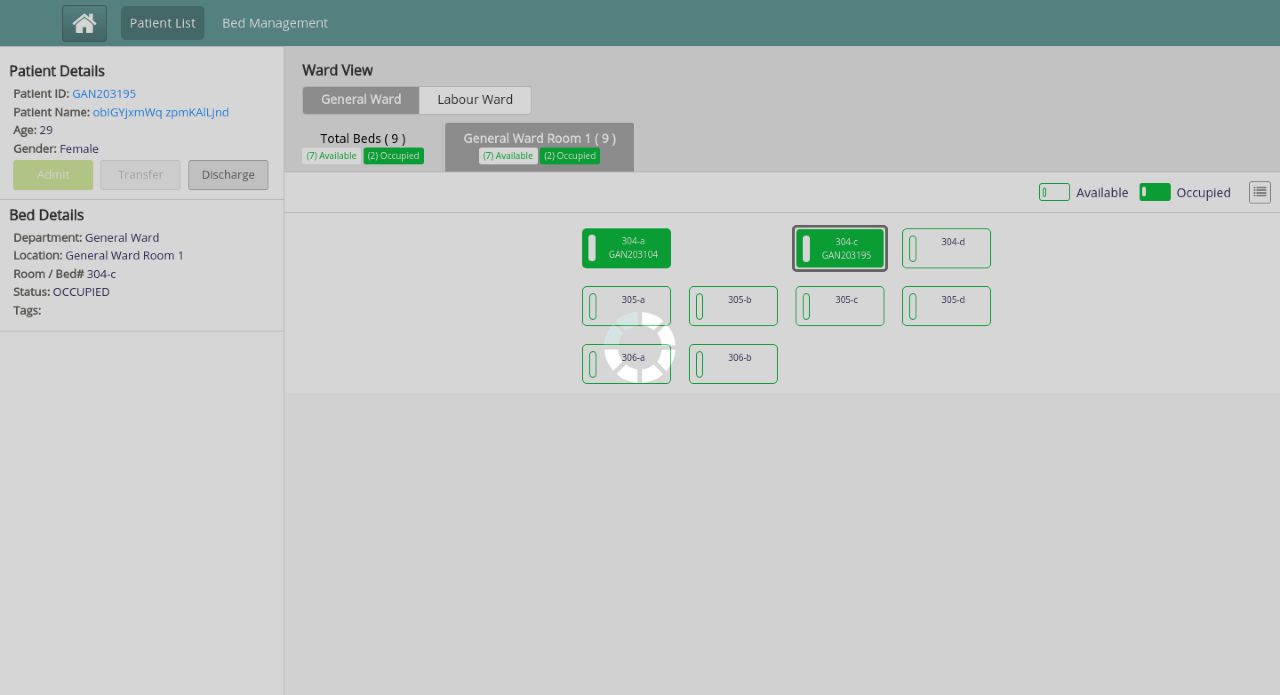 Patient List
Bed Management
Patient Details
Patient ID: GAN203195
Patient Name: obIGYjxmWq zpmKAlLjnd
Age: 29
Gender: Female
Admit
Transfer
Discharge
Bed Details
Department: General Ward
Location: General Ward Room 1
Room / Bed# 304-c
Status: OCCUPIED
Tags:
Ward View
General Ward
Labour Ward
Total Beds ( 9 )
(7) Available (2) Occupied
General Ward Room 1 ( 9 )
(7) Available (2) Occupied
Available
Occupied
304-a
GAN203104
304-c
GAN203195
304-d
305-a
305-b
305-c
305-d
306-a
306-b